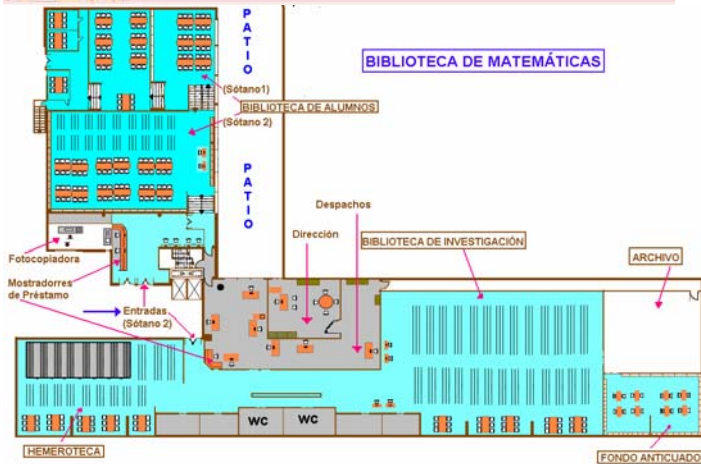 PATIO
BIBLIOTECA DE MATEMÁTICAS
(Sótano1)
BIBLIOTECA DE ALUMNOS
(Sótano 2)
PATIO
Despachos
Dirección
BIBLIOTECA DE INVESTIGACIÓN
ARCHIVO
Fotocopiadora
Mostradores
de Préstamo
Entradas
(Sótano 2)
WC
WC
HEMEROTECA
FONDO ANTICUADO